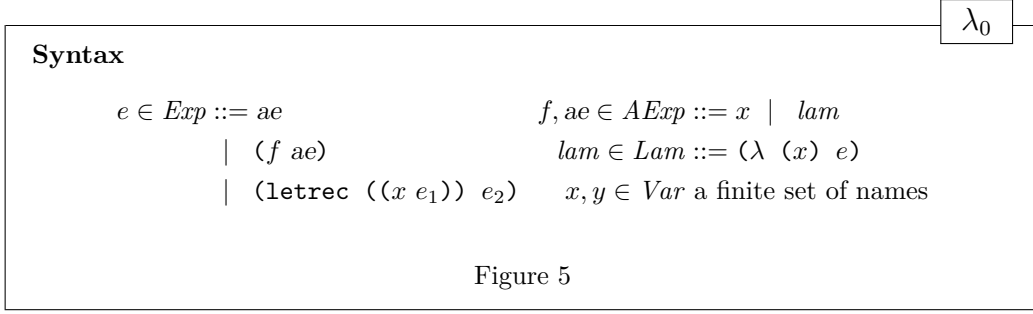 λ₀
Syntax
e ∈ Exp ::= ae f, ae ∈ AExp ::= x | lam
| (f ae) lam ∈ Lam ::= (λ (x) e)
| (letrec ((x e₁)) e₂) x, y ∈ Var a finite set of names
Figure 5